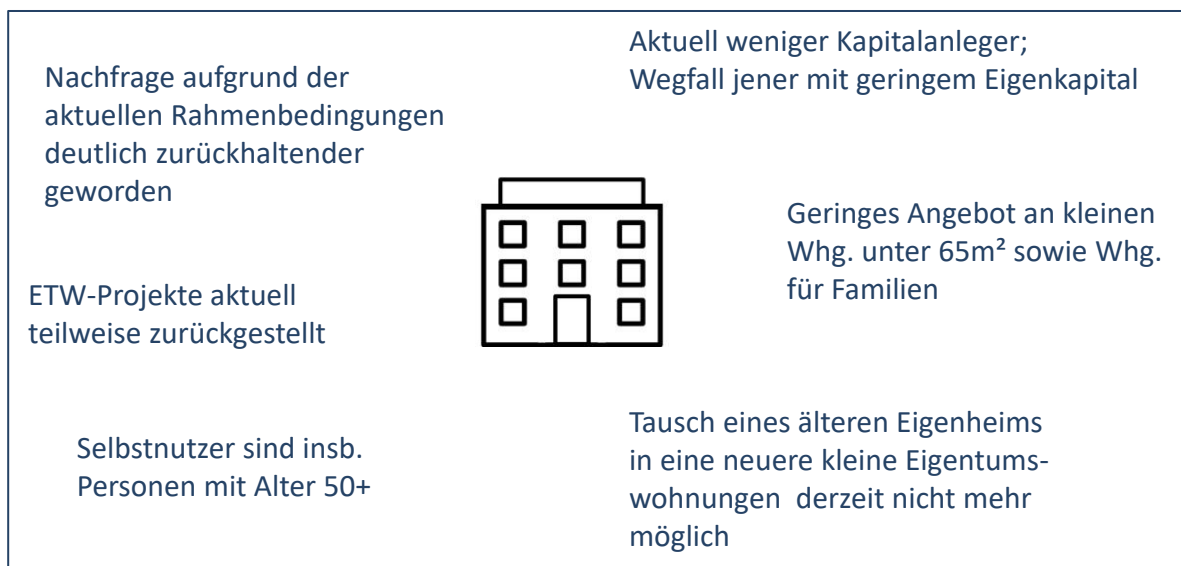 Nachfrage aufgrund der
aktuellen Rahmenbedingungen
deutlich zurückhaltender
geworden
Aktuell weniger Kapitalanleger;
Wegfall jener mit geringem Eigenkapital
Geringes Angebot an kleinen
Whg. unter 65m² sowie Whg.
für Familien
ETW-Projekte aktuell
teilweise zurückgestellt
Selbstnutzer sind insb.
Personen mit Alter 50+
Tausch eines älteren Eigenheims
in eine neuere kleine Eigentums-
wohnungen  derzeit nicht mehr
möglich